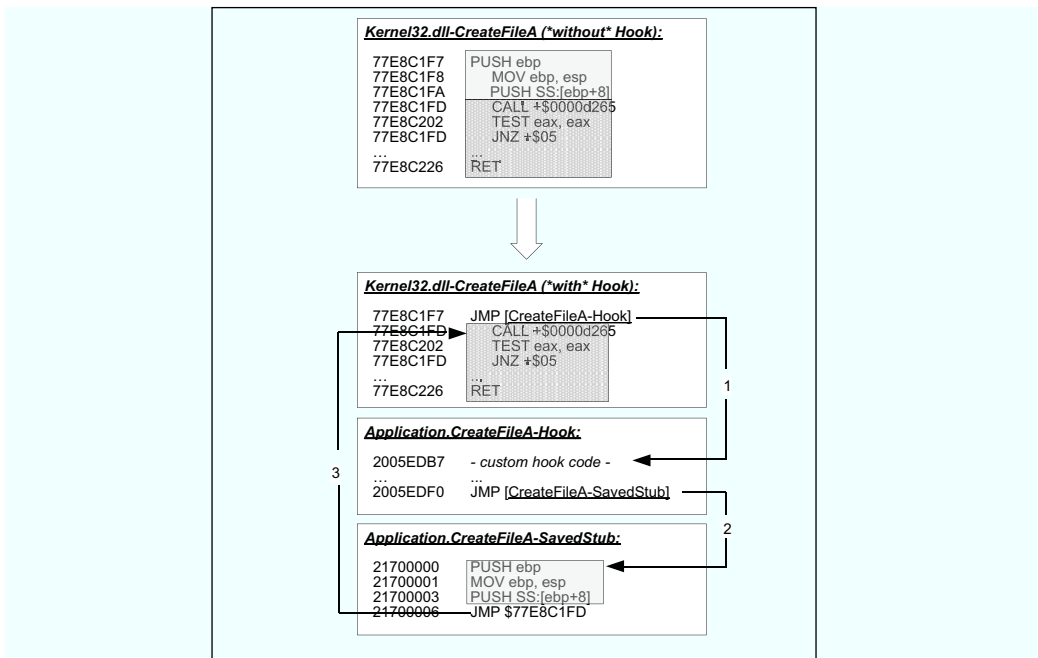 Kernel32.dll-CreateFileA (*without* Hook):
77E8C1F7 PUSH ebp
77E8C1F8 MOV ebp, esp
77E8C1FA PUSH SS:[ebp+8]
77E8C1FD CALL +$0000d265
77E8C202 TEST eax, eax
77E8C1FD JNZ +$05
... ...
77E8C226 RET
Kernel32.dll-CreateFileA (*with* Hook):
77E8C1F7 JMP [CreateFileA-Hook]
77E8C1FD CALL +$0000d265
77E8C202 TEST eax, eax
77E8C1FD JNZ +$05
... ...
77E8C226 RET
1
Application.CreateFileA-Hook:
2005EDB7 - custom hook code -
... ...
2005EDF0 JMP [CreateFileA-SavedStub]
3
2
Application.CreateFileA-SavedStub:
21700000 PUSH ebp
21700001 MOV ebp, esp
21700003 PUSH SS:[ebp+8]
21700006 JMP $77E8C1FD